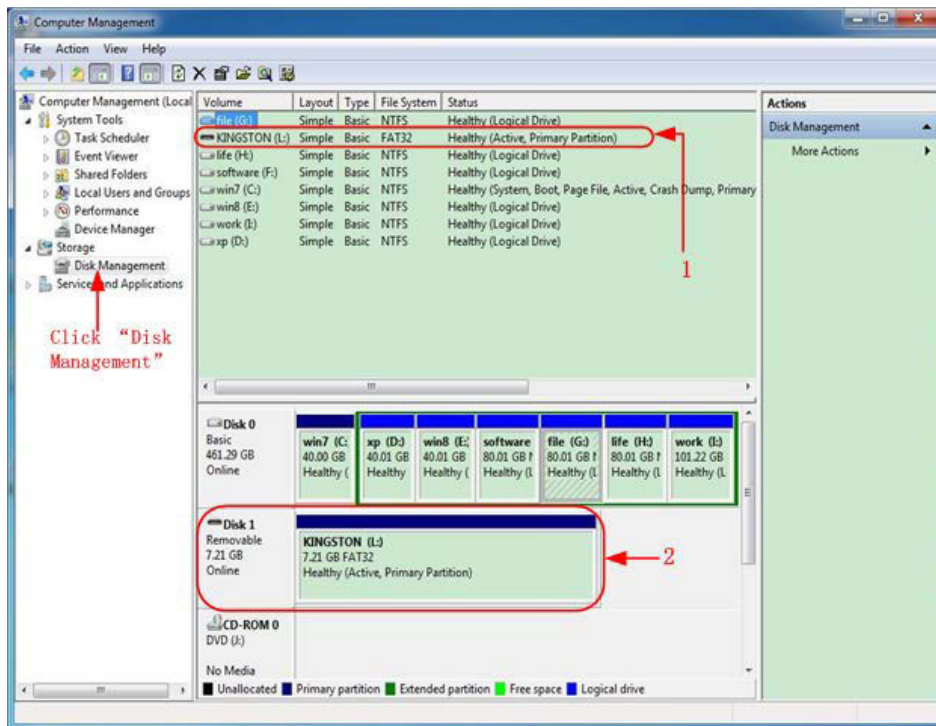 Computer Management
File Action View Help
Computer Management (Local
System Tools
Task Scheduler
Event Viewer
Shared Folders
Local Users and Groups
Performance
Device Manager
Storage
Disk Management
Services and Applications
Click “Disk
Management”
Volume Layout Type File System Status
file (G:) Simple Basic NTFS Healthy (Logical Drive)
KINGSTON (L:) Simple Basic FAT32 Healthy (Active, Primary Partition)
life (H:) Simple Basic NTFS Healthy (Logical Drive)
software (F:) Simple Basic NTFS Healthy (Logical Drive)
win7 (C:) Simple Basic NTFS Healthy (System, Boot, Page File, Active, Crash Dump, Primary
win8 (E:) Simple Basic NTFS Healthy (Logical Drive)
work (I:) Simple Basic NTFS Healthy (Logical Drive)
xp (D:) Simple Basic NTFS Healthy (Logical Drive)
1
Actions
Disk Management
More Actions
Disk 0
Basic
461.29 GB
Online
win7 (C: xp (D:) win8 (E: software file (G:) life (H:) work (I:)
40.00 GB 40.01 GB 40.01 GB 80.01 GB N 80.01 GB N 80.01 GB N 101.22 GB
Healthy ( Healthy Healthy ( Healthy (L Healthy (L Healthy (L Healthy (L
Disk 1
Removable
7.21 GB
Online
KINGSTON (L:)
7.21 GB FAT32
Healthy (Active, Primary Partition)
2
CD-ROM 0
DVD (J:)
No Media
Unallocated Primary partition Extended partition Free space Logical drive